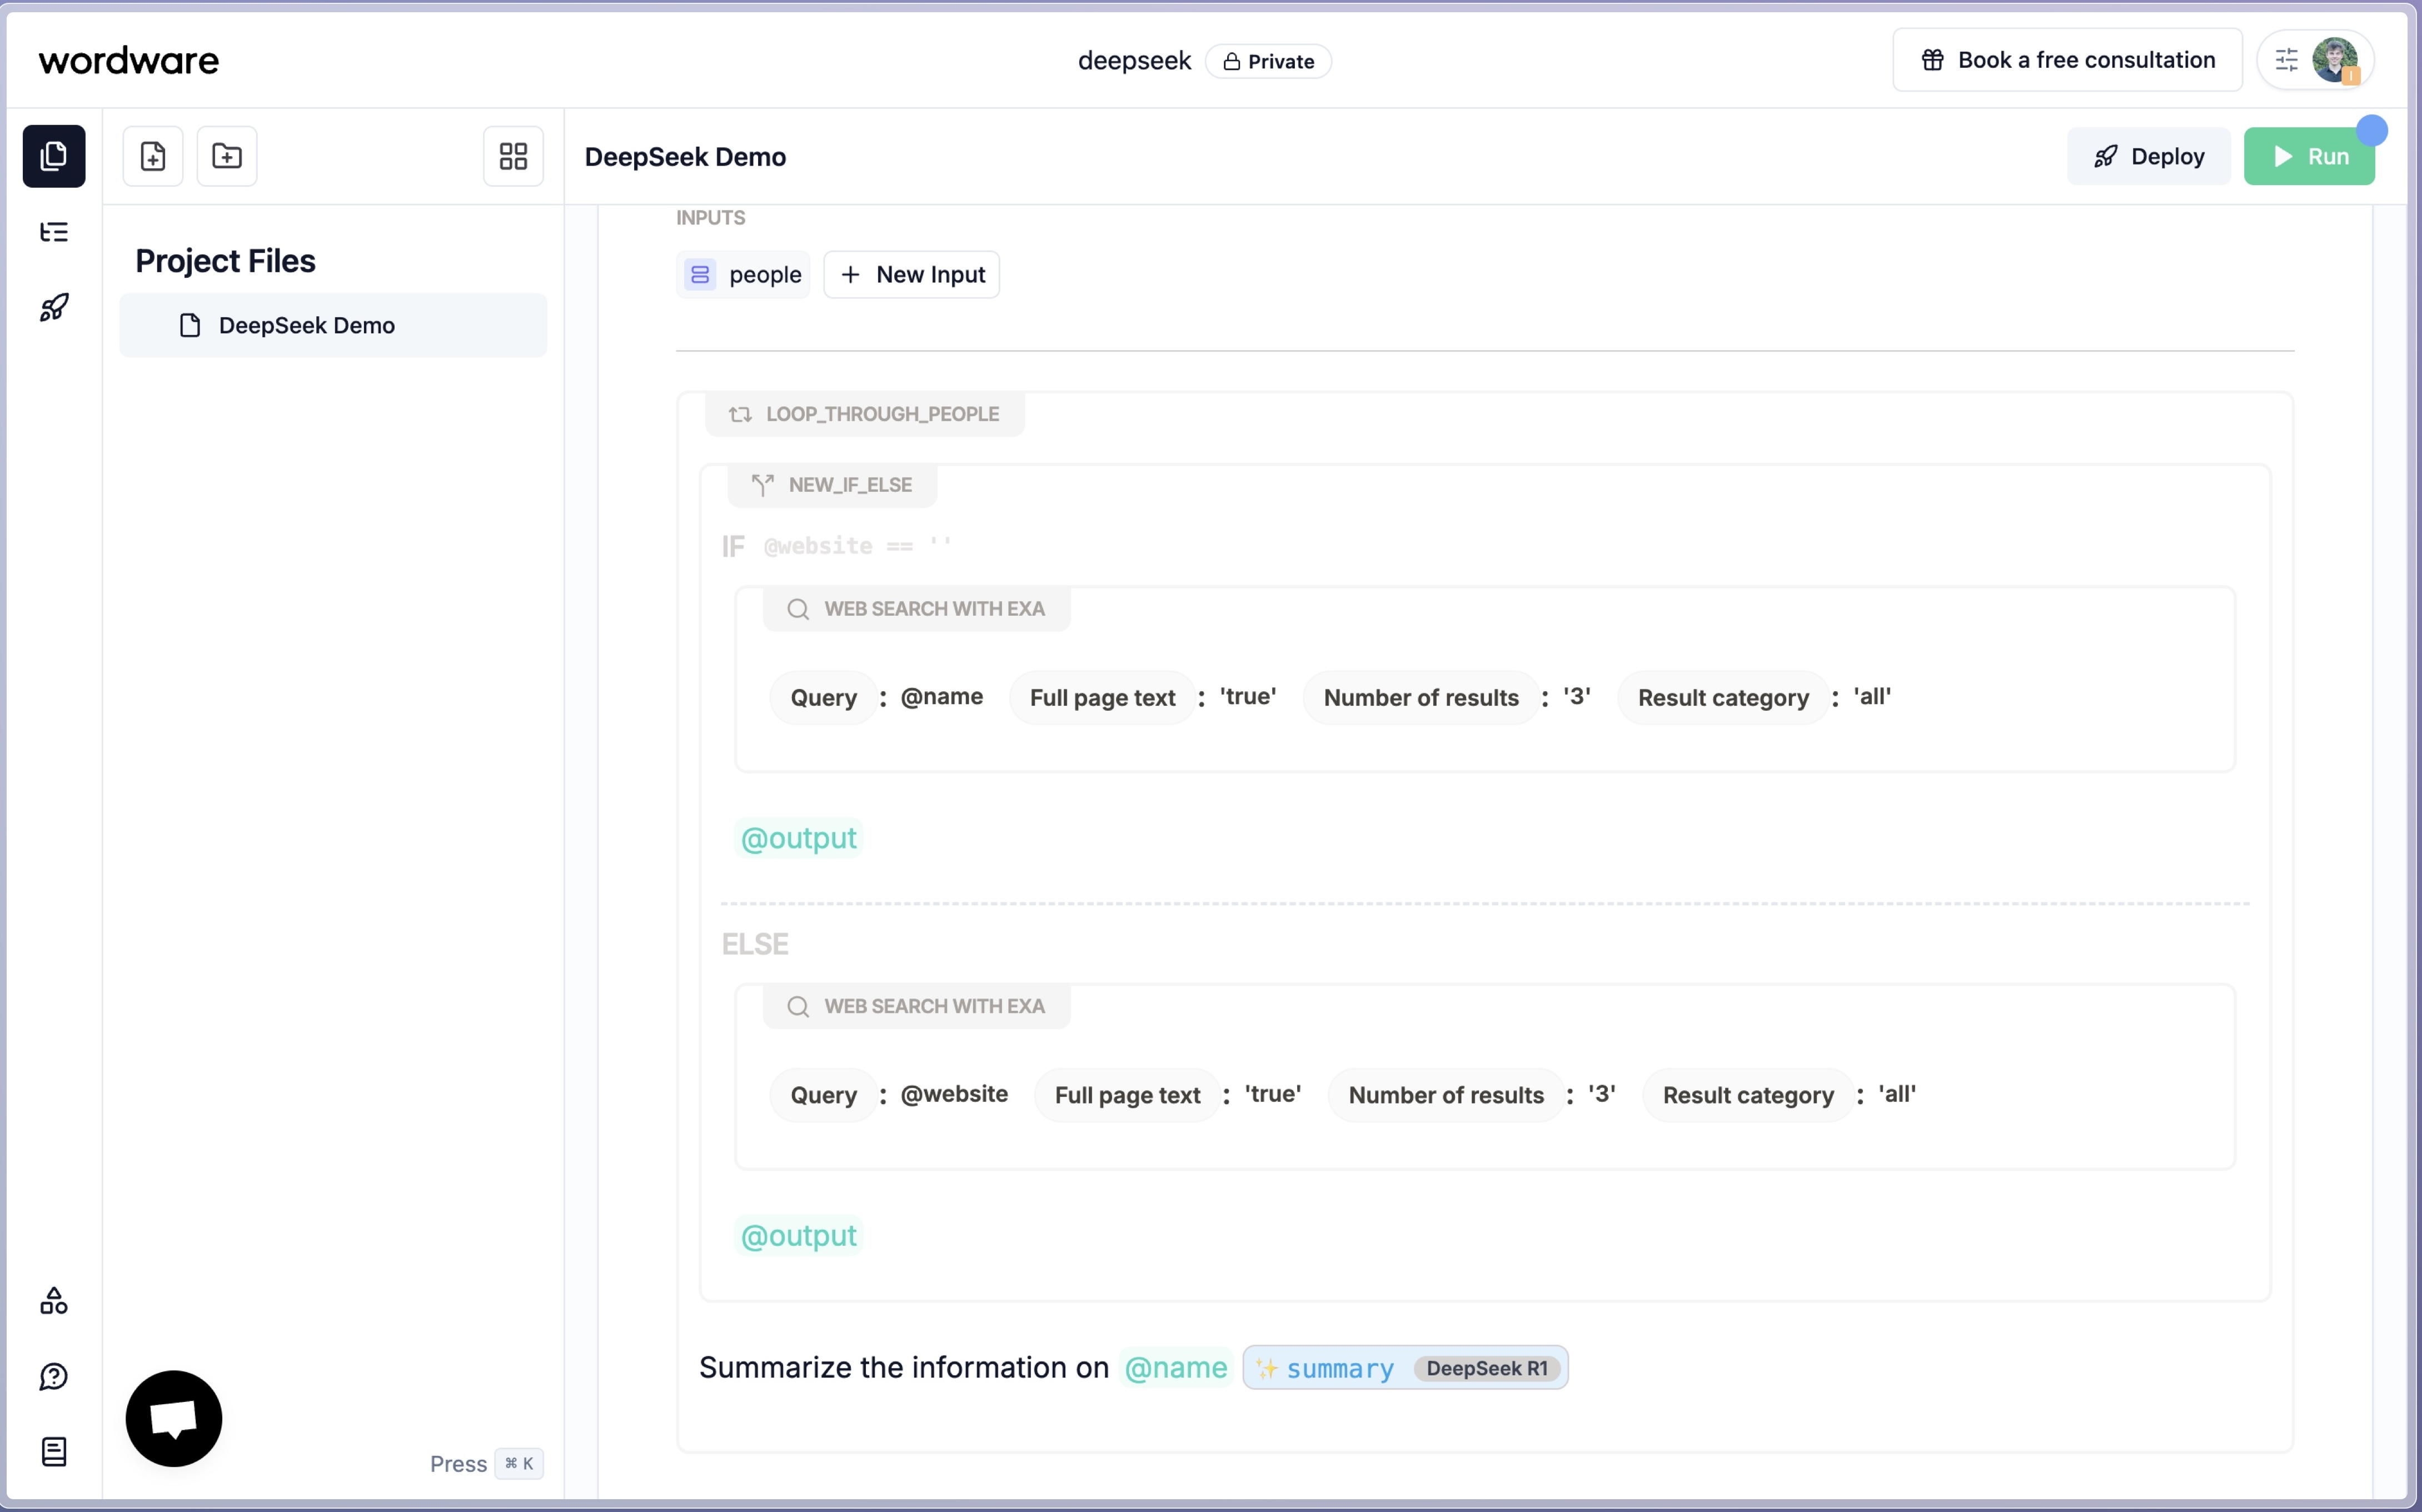 wordware
deepseek Private
Book a free consultation
DeepSeek Demo
Deploy
Run
Project Files
DeepSeek Demo
Press ⌘ K
INPUTS
people + New Input
LOOP_THROUGH_PEOPLE
NEW_IF_ELSE
IF @website == ''
WEB SEARCH WITH EXA
Query : @name Full page text : 'true' Number of results : '3' Result category : 'all'
@output
ELSE
WEB SEARCH WITH EXA
Query : @website Full page text : 'true' Number of results : '3' Result category : 'all'
@output
Summarize the information on @name summary DeepSeek R1